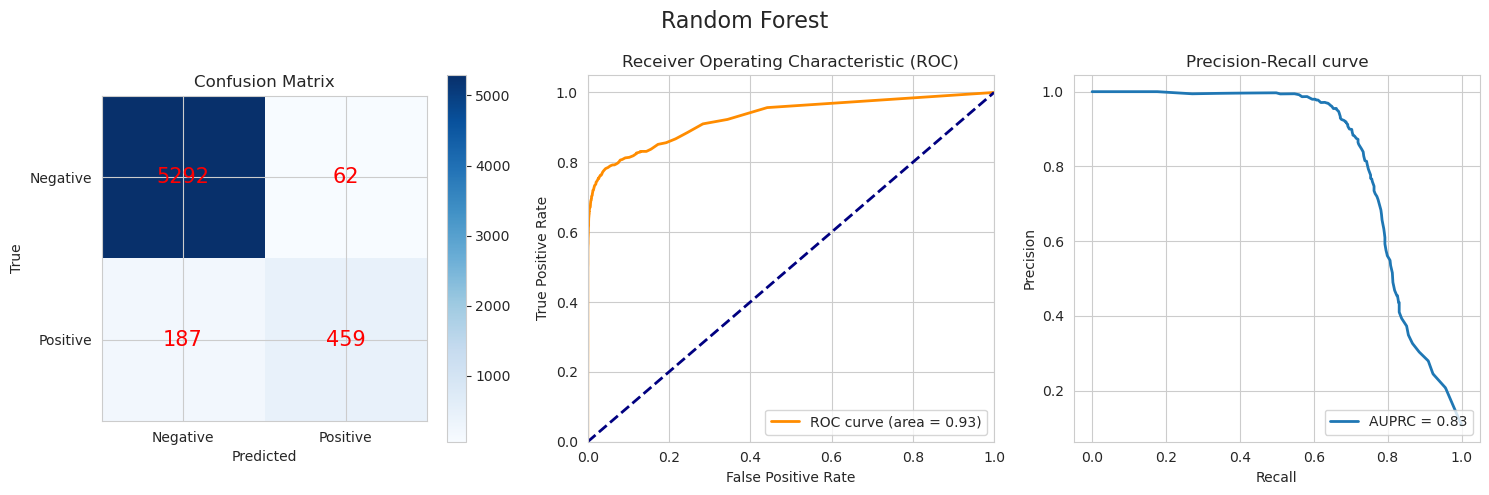 Random Forest
Confusion Matrix
5292
62
187
459
Negative
Positive
True
Negative
Positive
Predicted
5000
4000
3000
2000
1000
Receiver Operating Characteristic (ROC)
True Positive Rate
1.0
0.8
0.6
0.4
0.2
0.0
0.0 0.2 0.4 0.6 0.8 1.0
False Positive Rate
ROC curve (area = 0.93)
Precision-Recall curve
Precision
1.0
0.8
0.6
0.4
0.2
0.0 0.2 0.4 0.6 0.8 1.0
Recall
AUPRC = 0.83